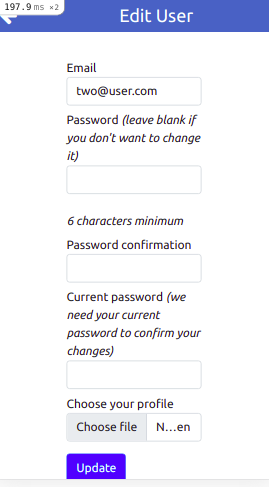 197.9 ms ×2
Edit User
Email
two@user.com
Password (leave blank if
you don't want to change
it)
6 characters minimum
Password confirmation
Current password (we
need your current
password to confirm your
changes)
Choose your profile
Choose file N…en
Update